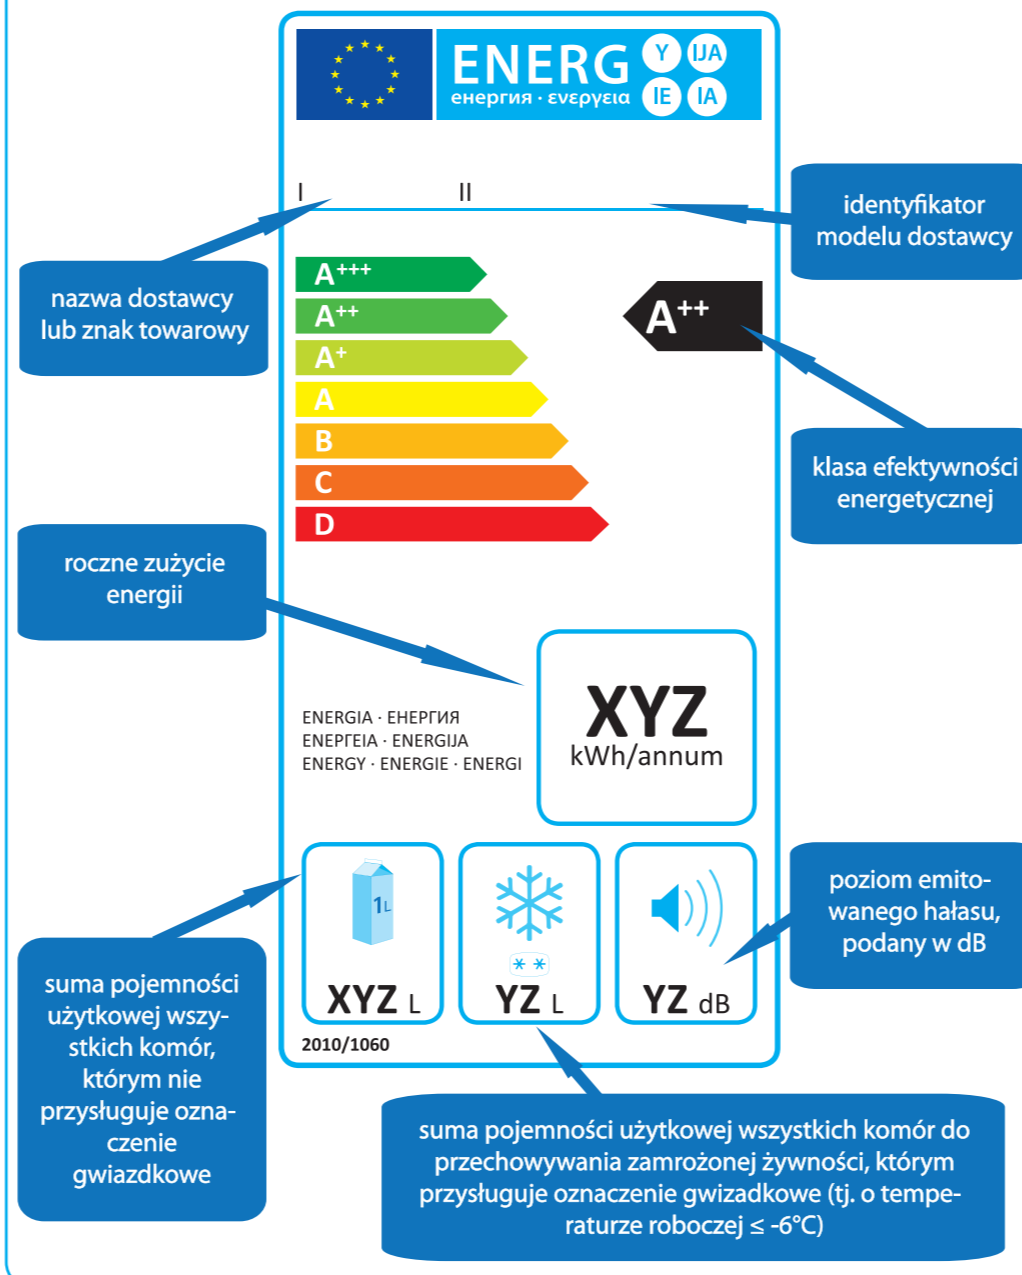 ENERG
енергия · ενεργεια
Y
IJA
IE
IA
I
II
identyfikator
modelu dostawcy
nazwa dostawcy
lub znak towarowy
A+++
A++
A+
A
B
C
D
A++
klasa efektywności
energetycznej
roczne zużycie
energii
ENERGIA · ЕНЕРГИЯ
ΕΝΕΡΓΕΙΑ · ENERGIJA
ENERGY · ENERGIE · ENERGI
XYZ
kWh/annum
1L
XYZ L
YZ L
YZ dB
2010/1060
poziom emito-
wanego hałasu,
podany w dB
suma pojemności
użytkowej wszy-
stkich komór,
którym nie
przysługuje ozna-
czenie
gwiazdkowe
suma pojemności użytkowej wszystkich komór do
przechowywania zamrożonej żywności, którym
przysługuje oznaczenie gwizadkowe (tj. o tempe-
raturze roboczej ≤ -6°C)